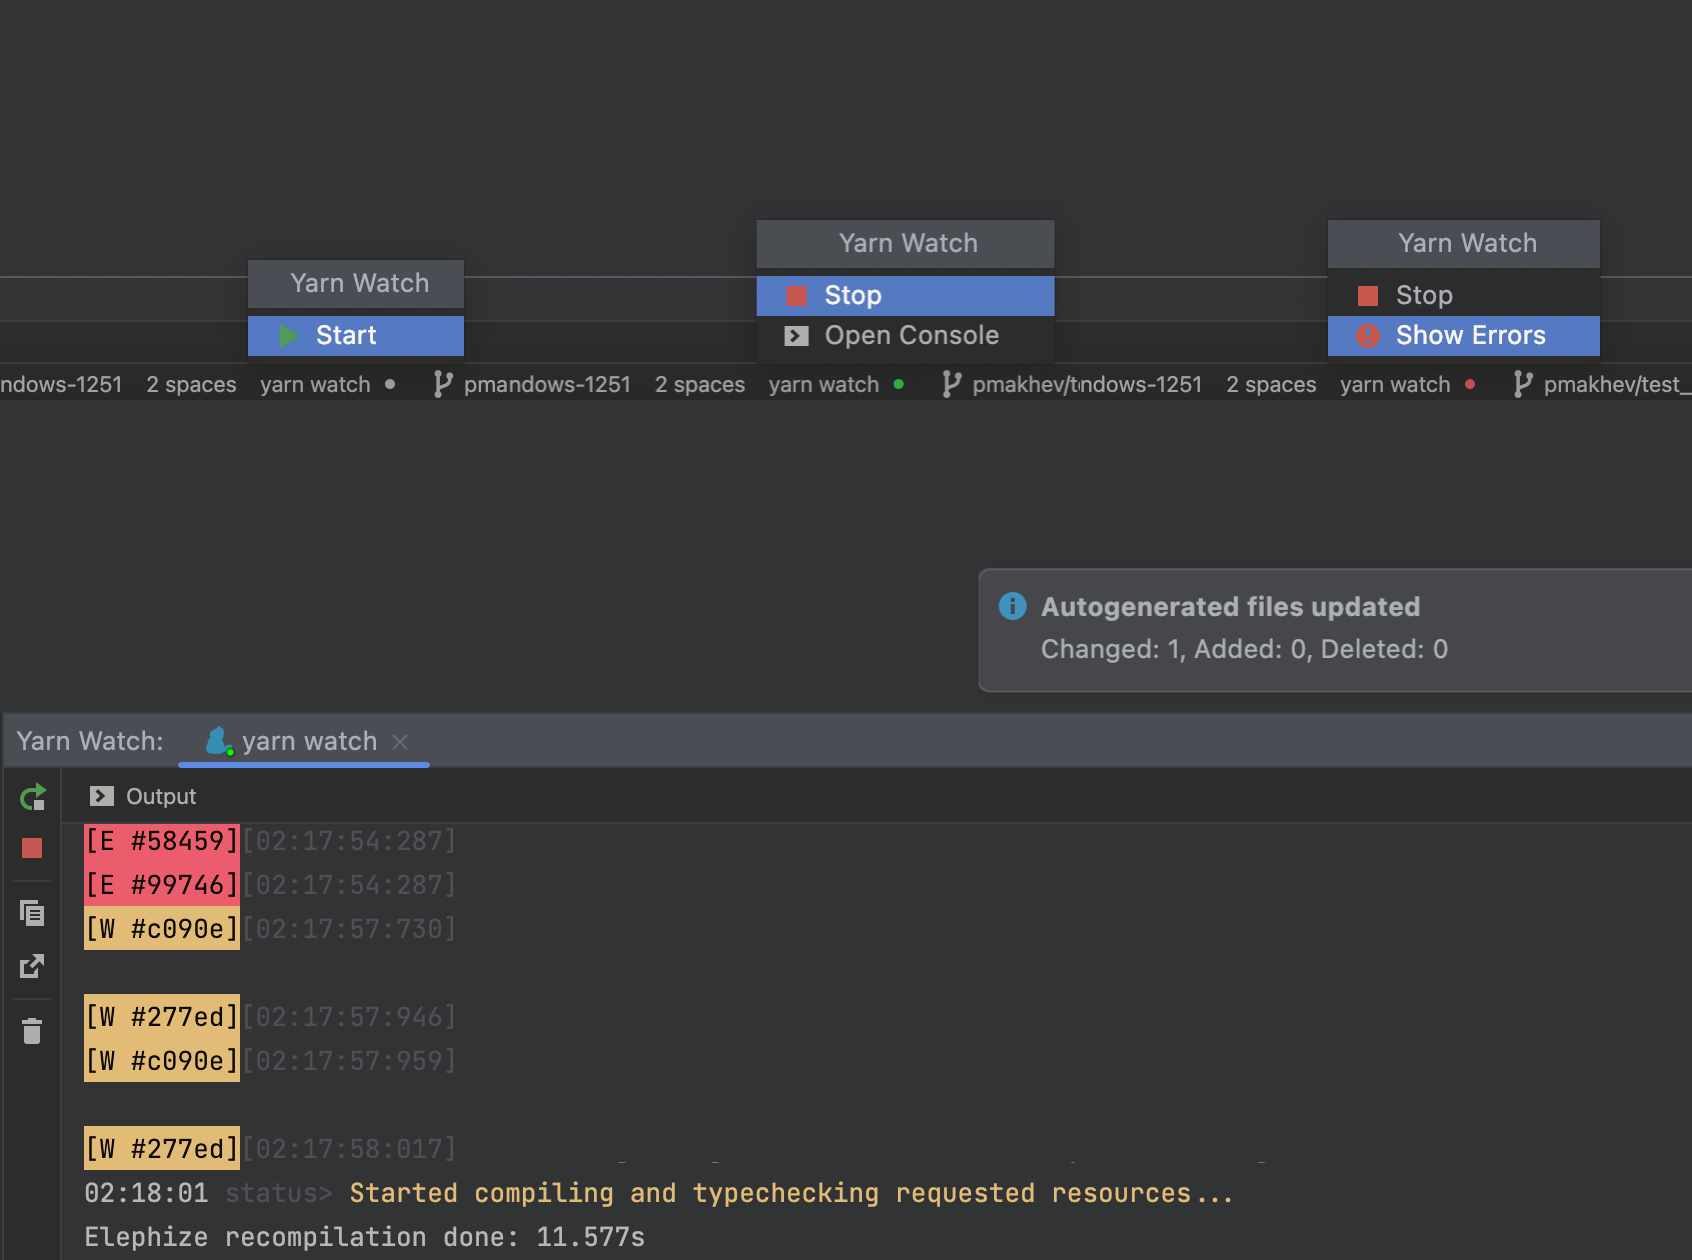 Yarn Watch
Start
Yarn Watch
Stop
Open Console
Yarn Watch
Stop
Show Errors
ndows-1251 2 spaces yarn watch pmandows-1251 2 spaces yarn watch pmakhev/tndows-1251 2 spaces yarn watch pmakhev/test_
Autogenerated files updated
Changed: 1, Added: 0, Deleted: 0
Yarn Watch: yarn watch
Output
[E #58459][02:17:54:287]
[E #99746][02:17:54:287]
[W #c090e][02:17:57:730]
[W #277ed][02:17:57:946]
[W #c090e][02:17:57:959]
[W #277ed][02:17:58:017]
02:18:01 status> Started compiling and typechecking requested resources...
Elephize recompilation done: 11.577s